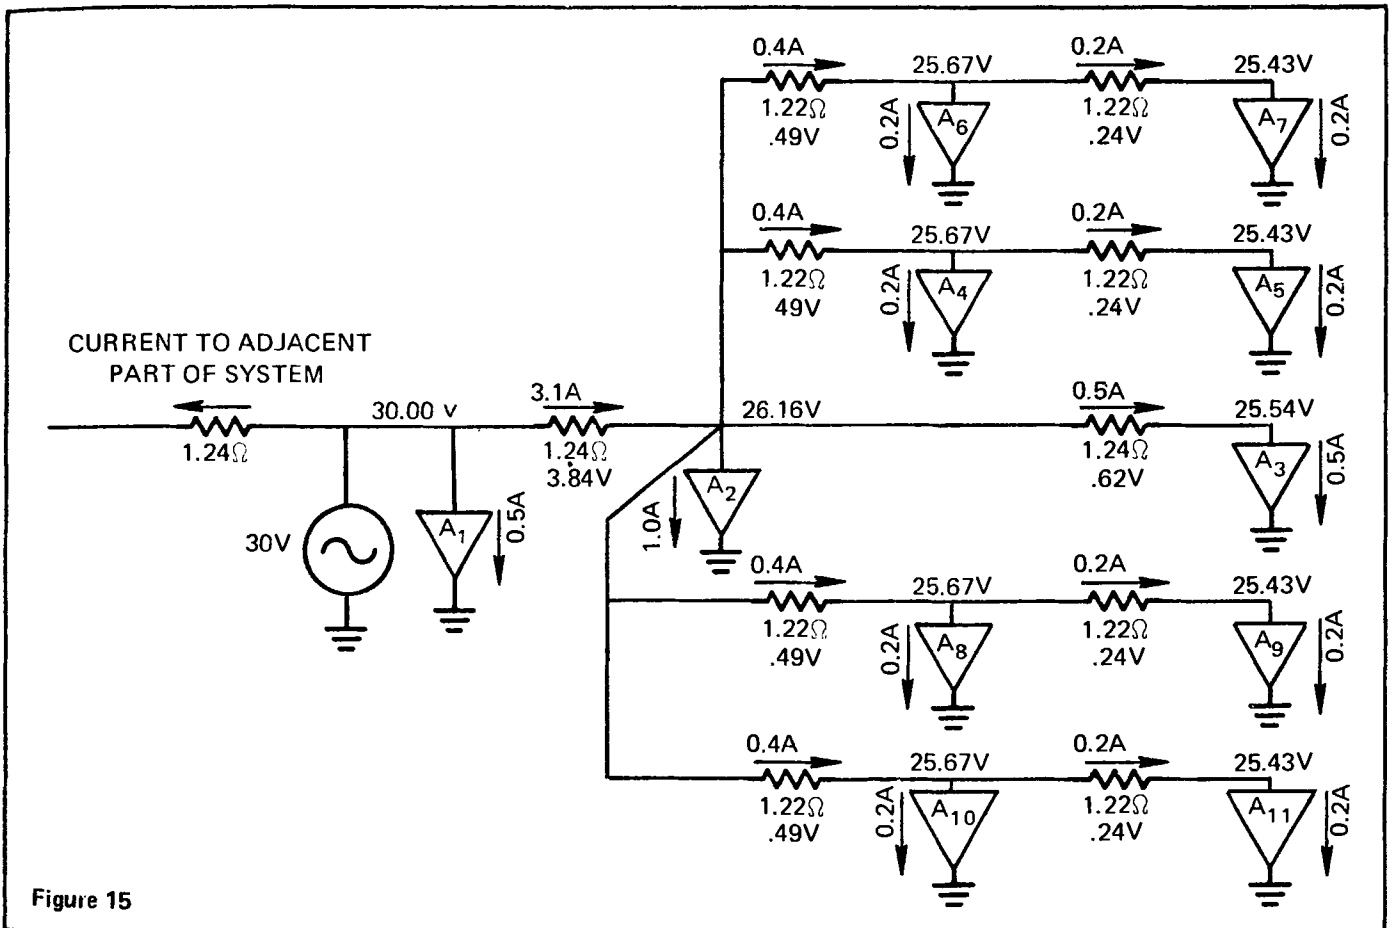 0.4A
25.67V
0.2A
25.43V
1.22Ω
.49V
0.2A
A6
1.22Ω
.24V
A7
0.2A
0.4A
25.67V
0.2A
25.43V
1.22Ω
49V
0.2A
A4
1.22Ω
.24V
A5
0.2A
CURRENT TO ADJACENT
PART OF SYSTEM
1.24Ω
30.00 v
3.1A
1.24Ω
3.84V
26.16V
0.5A
25.54V
1.24Ω
.62V
A3
0.5A
30V
A1
0.5A
1.0A
A2
0.4A
25.67V
0.2A
25.43V
1.22Ω
.49V
0.2A
A8
1.22Ω
.24V
A9
0.2A
0.4A
25.67V
0.2A
25.43V
1.22Ω
.49V
0.2A
A10
1.22Ω
.24V
A11
0.2A
Figure 15